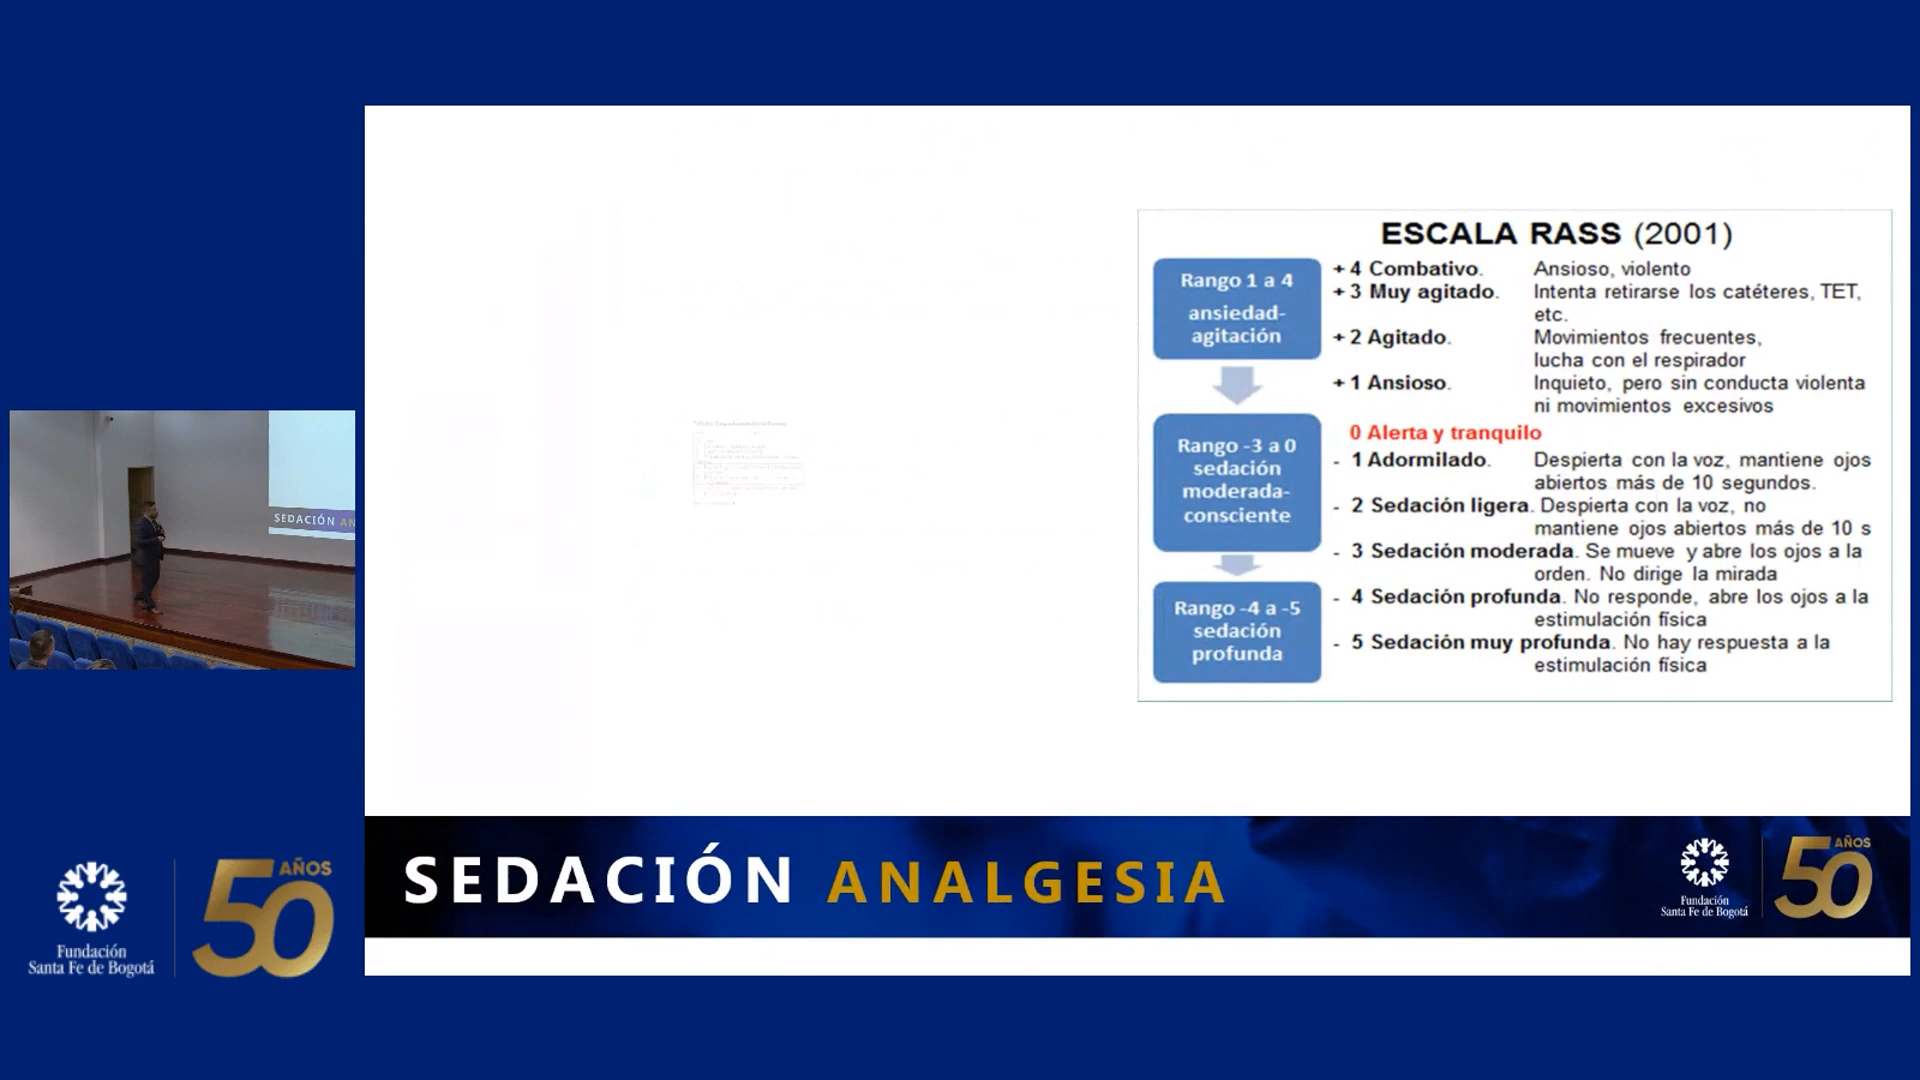 ESCALA RASS (2001)
Rango 1 a 4
ansiedad-
agitación
+ 4 Combativo. Ansioso, violento
+ 3 Muy agitado. Intenta retirarse los catéteres, TET,
etc.
+ 2 Agitado. Movimientos frecuentes,
lucha con el respirador
+ 1 Ansioso. Inquieto, pero sin conducta violenta
ni movimientos excesivos
Rango -3 a 0
sedación
moderada-
consciente
0 Alerta y tranquilo
- 1 Adormilado. Despierta con la voz, mantiene ojos
abiertos más de 10 segundos.
- 2 Sedación ligera. Despierta con la voz, no
mantiene ojos abiertos más de 10 s
- 3 Sedación moderada. Se mueve y abre los ojos a la
orden. No dirige la mirada
Rango -4 a -5
sedación
profunda
- 4 Sedación profunda. No responde, abre los ojos a la
estimulación física
- 5 Sedación muy profunda. No hay respuesta a la
estimulación física
SEDACIÓN AN
SEDACIÓN ANALGESIA
Fundación
Santa Fe de Bogotá
50 AÑOS
Fundación
Santa Fe de Bogotá
50 AÑOS